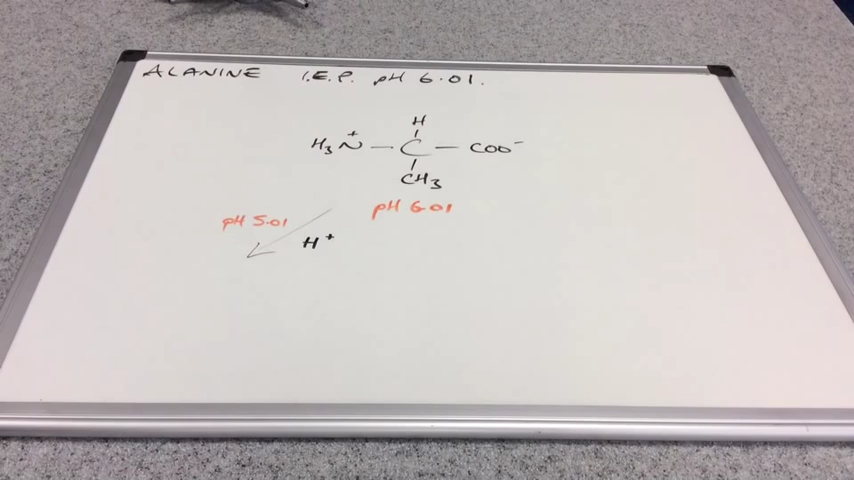 ALANINE I.E.P. pH 6.01.
H
H₃N⁺ — C — COO⁻
CH₃
pH 6.01
pH 5.01
H⁺